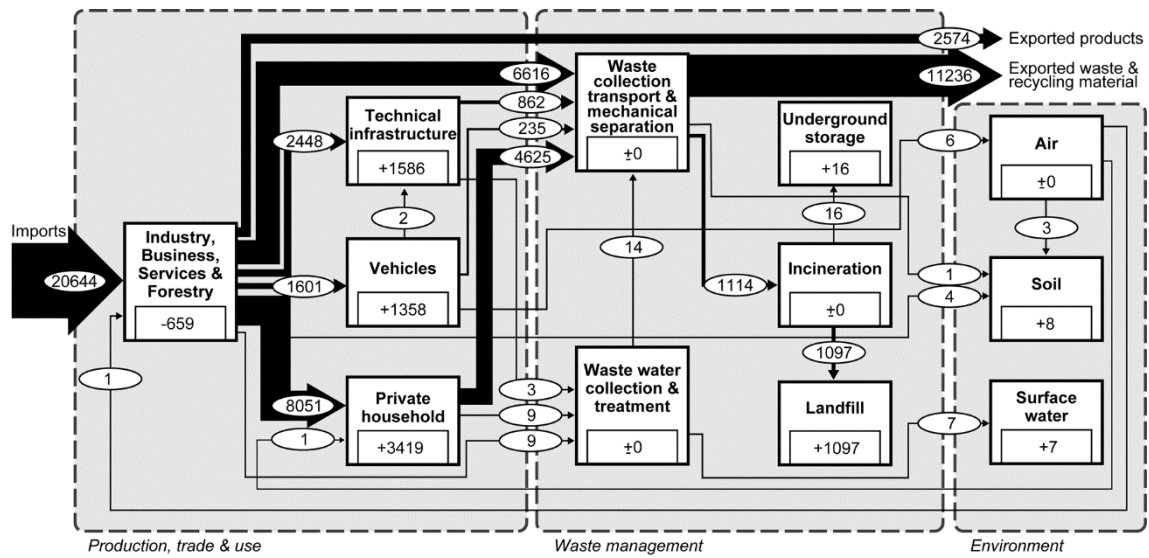 2574
Exported products
6616
Waste
collection
transport &
mechanical
separation
±0
11236
Exported waste &
recycling material
862
235
4625
Technical
infrastructure
+1586
2448
Underground
storage
+16
6
Air
±0
2
16
3
Imports
20644
Industry,
Business,
Services &
Forestry
-659
1601
Vehicles
+1358
14
1114
Incineration
±0
1
4
Soil
+8
1
1097
8051
Private
household
+3419
1
3
9
9
Waste water
collection &
treatment
±0
Landfill
+1097
7
Surface
water
+7
Production, trade & use
Waste management
Environment